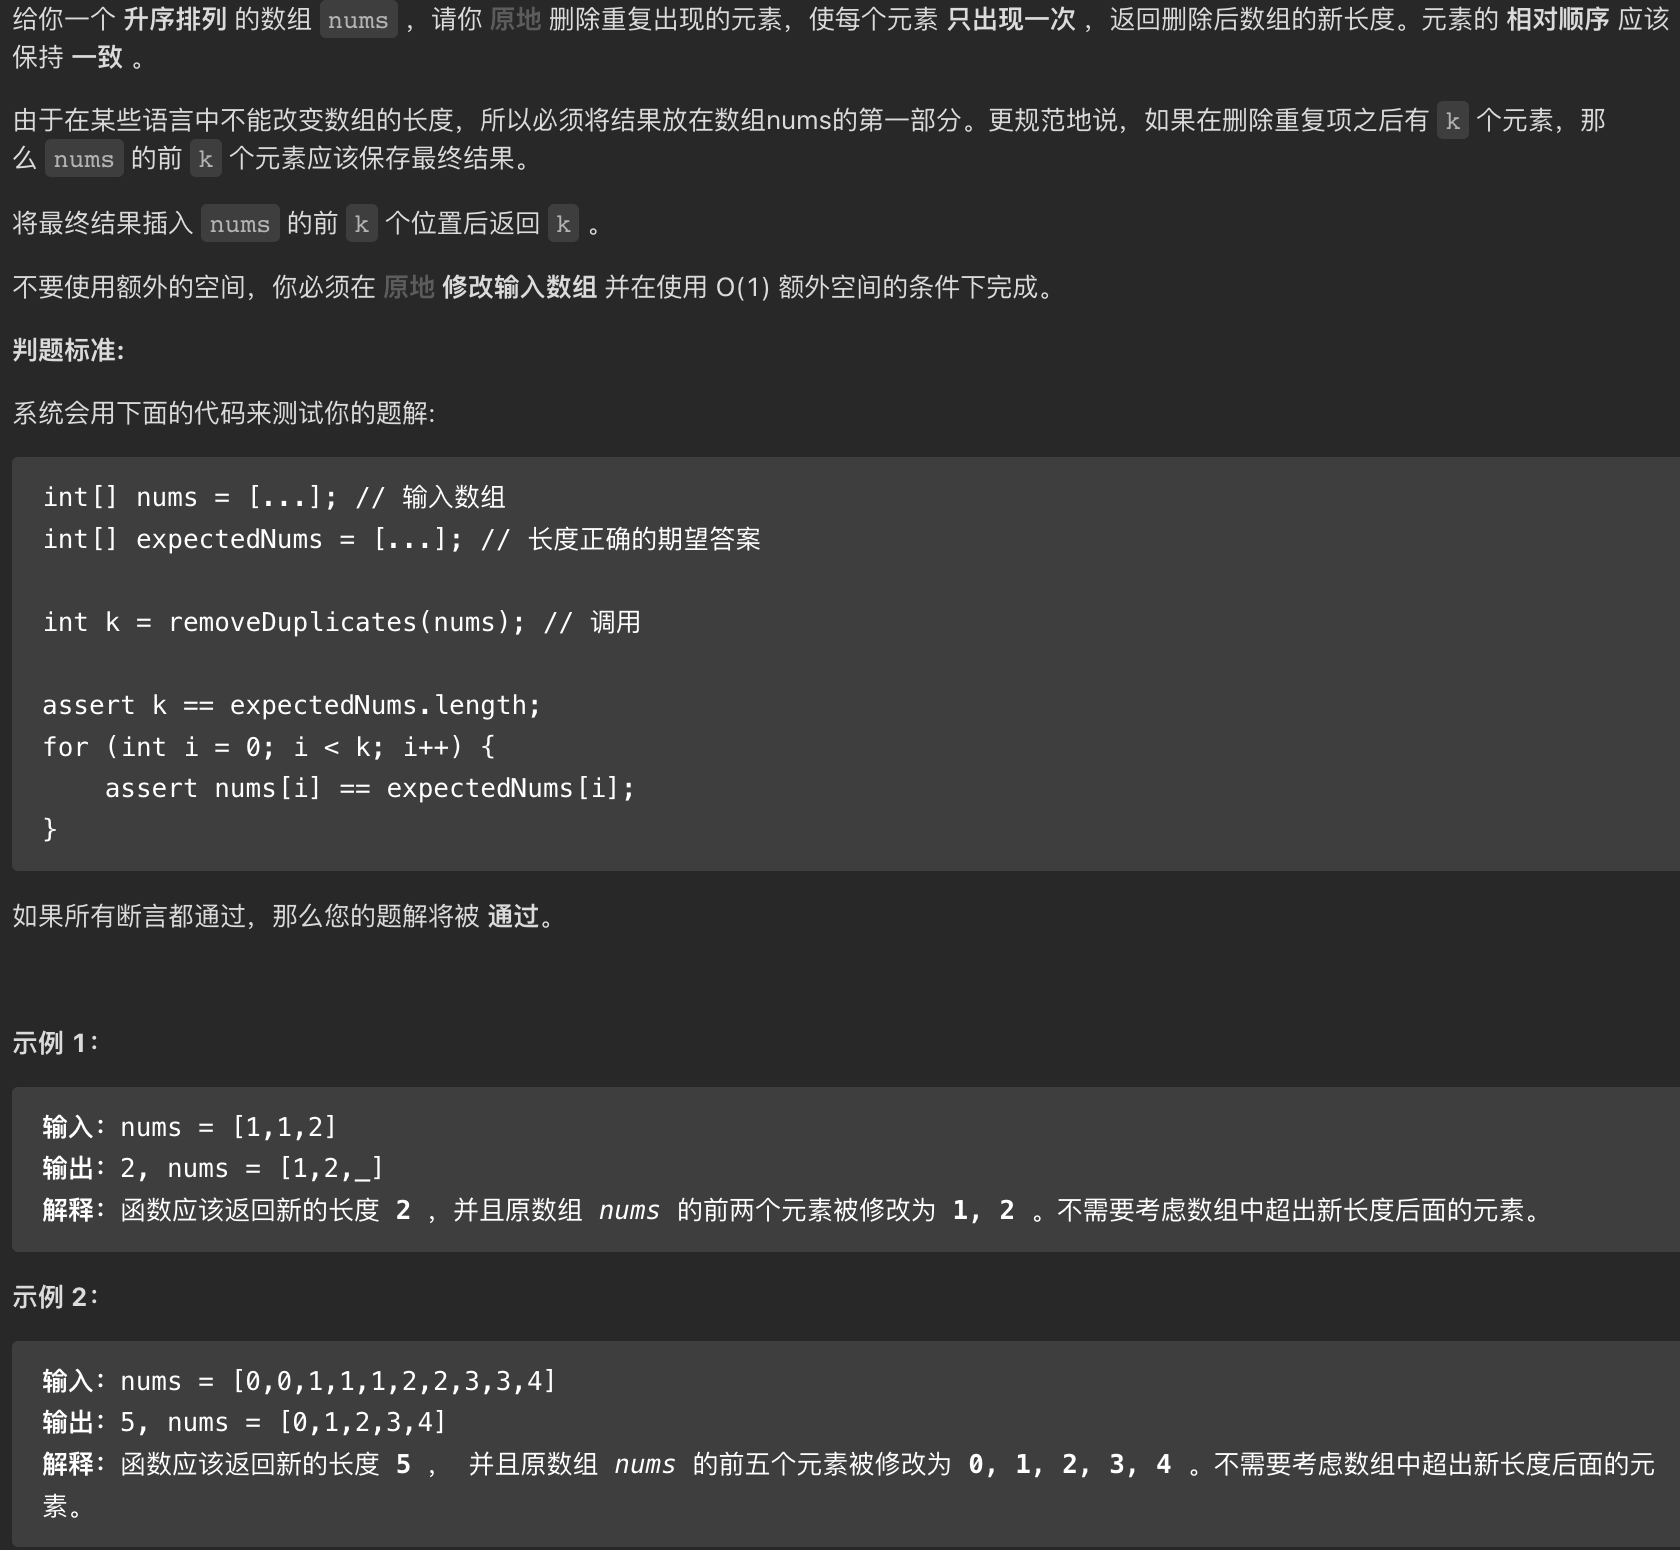 给你一个 升序排列 的数组 nums ，请你 原地 删除重复出现的元素，使每个元素 只出现一次 ，返回删除后数组的新长度。元素的 相对顺序 应该
保持 一致 。
由于在某些语言中不能改变数组的长度，所以必须将结果放在数组nums的第一部分。更规范地说，如果在删除重复项之后有 k 个元素，那
么 nums 的前 k 个元素应该保存最终结果。
将最终结果插入 nums 的前 k 个位置后返回 k 。
不要使用额外的空间，你必须在 原地 修改输入数组 并在使用 O(1) 额外空间的条件下完成。
判题标准:
系统会用下面的代码来测试你的题解:
int[] nums = [...]; // 输入数组
int[] expectedNums = [...]; // 长度正确的期望答案
int k = removeDuplicates(nums); // 调用
assert k == expectedNums.length;
for (int i = 0; i < k; i++) {
    assert nums[i] == expectedNums[i];
}
如果所有断言都通过，那么您的题解将被 通过。
示例 1：
输入：nums = [1,1,2]
输出：2, nums = [1,2,_]
解释：函数应该返回新的长度 2 ，并且原数组 nums 的前两个元素被修改为 1, 2 。不需要考虑数组中超出新长度后面的元素。
示例 2：
输入：nums = [0,0,1,1,1,2,2,3,3,4]
输出：5, nums = [0,1,2,3,4]
解释：函数应该返回新的长度 5 ， 并且原数组 nums 的前五个元素被修改为 0, 1, 2, 3, 4 。不需要考虑数组中超出新长度后面的元
素。